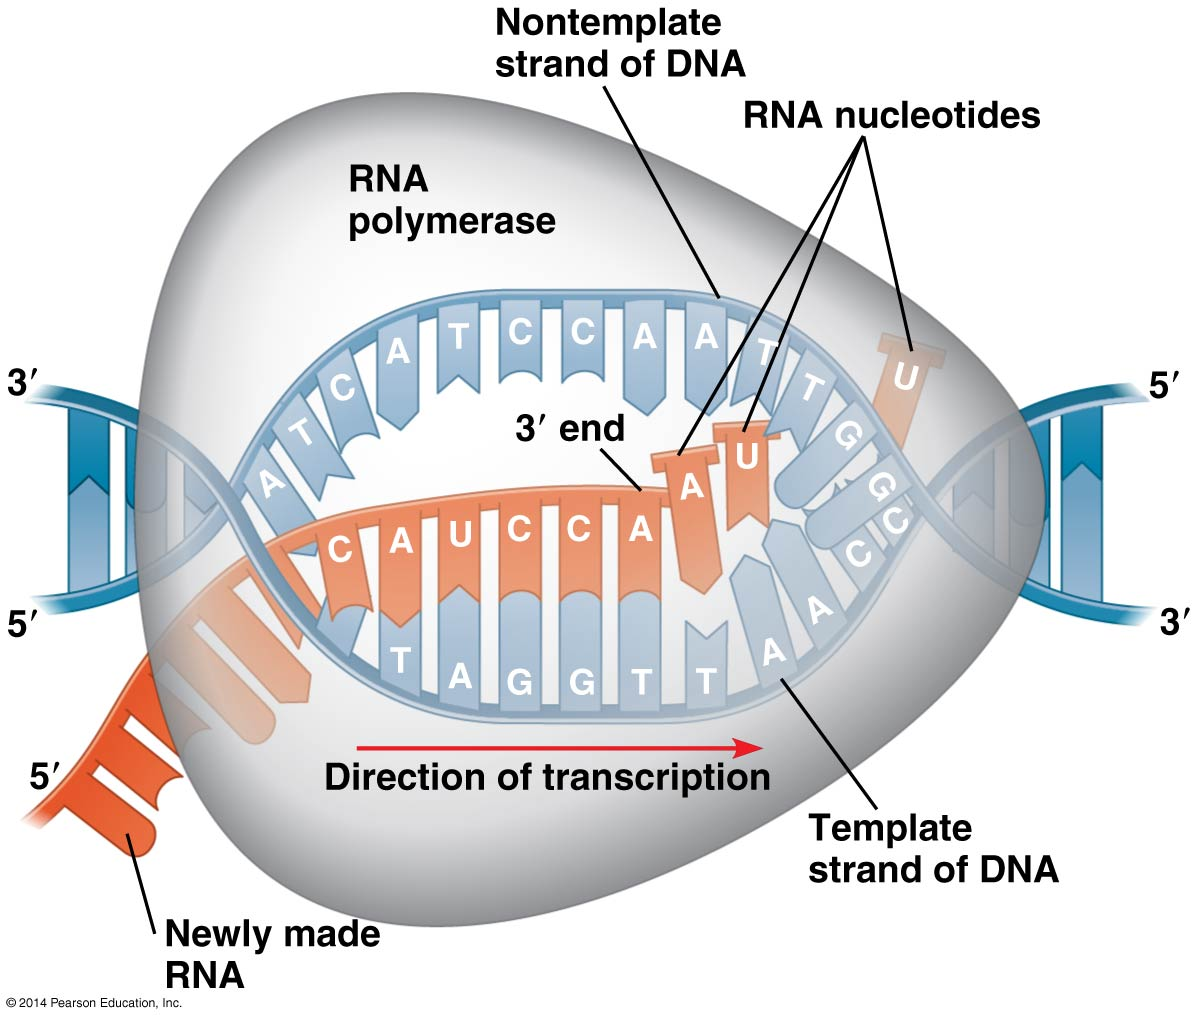 Nontemplate
strand of DNA
RNA nucleotides
RNA
polymerase
3′
5′
A T C A T C C A A T T G G
U
3′ end
C A U C C A A U
T A G G T T A A C C
5′
3′
Direction of transcription
5′
Template
strand of DNA
Newly made
RNA
© 2014 Pearson Education, Inc.